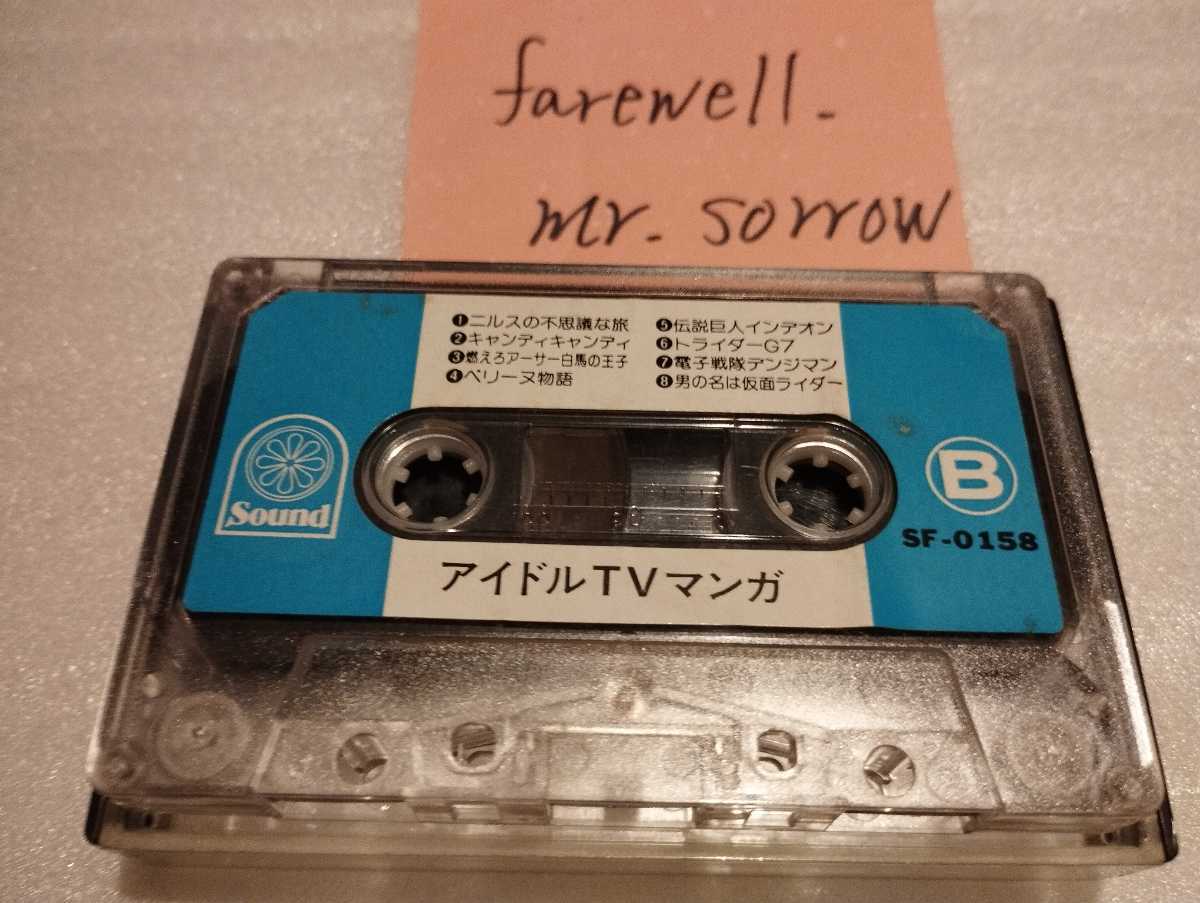 farewell.
mr. sorrow
❶ニルスの不思議な旅
❷キャンディキャンディ
❸燃えろアーサー白馬の王子
❹ペリーヌ物語
❺伝説巨人インデオン
❻トライダーG7
❼電子戦隊デンジマン
❽男の名は仮面ライダー
Sound
B
SF-0158
アイドルTVマンガ